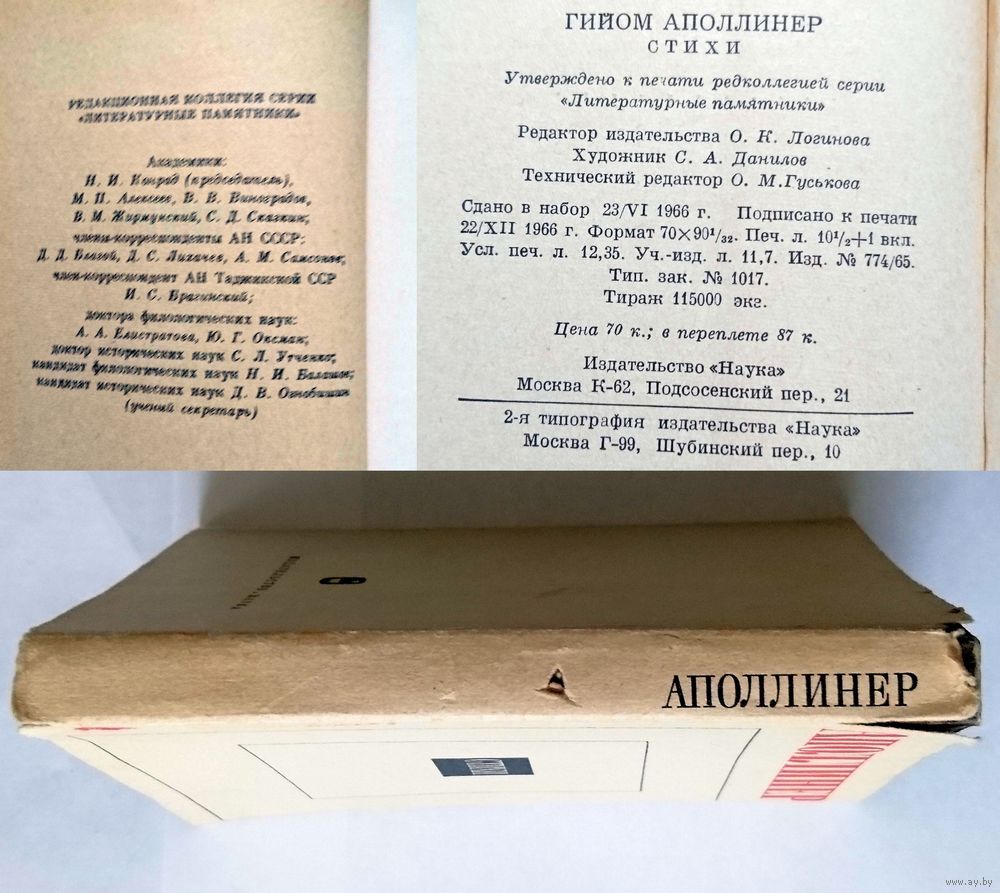 РЕДАКЦИОННАЯ КОЛЛЕГИЯ СЕРИИ
«ЛИТЕРАТУРНЫЕ ПАМЯТНИКИ»
Академики:
Н. И. Конрад (председатель),
М. П. Алексеев, В. В. Виноградов,
В. М. Жирмунский, С. Д. Сказкин;
члены-корреспонденты АН СССР:
Д. Д. Благой, Д. С. Лихачев, А. М. Самсонов;
член-корреспондент АН Таджикской ССР
И. С. Брагинский;
доктора филологических наук:
А. А. Елистратова, Ю. Г. Оксман;
доктор исторических наук С. Л. Утченко;
кандидат филологических наук Н. И. Балашов;
кандидат исторических наук Д. В. Ознобишин
(ученый секретарь)
ГИЙОМ АПОЛЛИНЕР
СТИХИ
Утверждено к печати редколлегией серии
«Литературные памятники»
Редактор издательства О. К. Логинова
Художник С. А. Данилов
Технический редактор О. М. Гуськова
Сдано в набор 23/VI 1966 г. Подписано к печати
22/XII 1966 г. Формат 70×90¹/₃₂. Печ. л. 10¹/₂+1 вкл.
Усл. печ. л. 12,35. Уч.-изд. л. 11,7. Изд. № 774/65.
Тип. зак. № 1017.
Тираж 115000 экз.
Цена 70 к.; в переплете 87 к.
Издательство «Наука»
Москва К-62, Подсосенский пер., 21
2-я типография издательства «Наука»
Москва Г-99, Шубинский пер., 10
АПОЛЛИНЕР
АПОЛЛИНЕР
www.ay.by